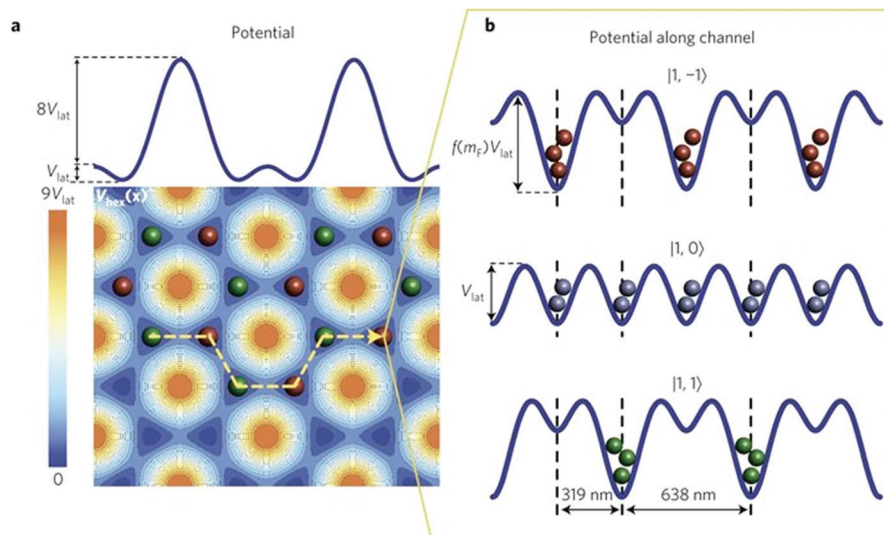 a
Potential
8V_lat
V_lat
9V_lat
V_hex(x)
0
b
Potential along channel
|1, −1⟩
f(m_F)V_lat
|1, 0⟩
V_lat
|1, 1⟩
319 nm
638 nm